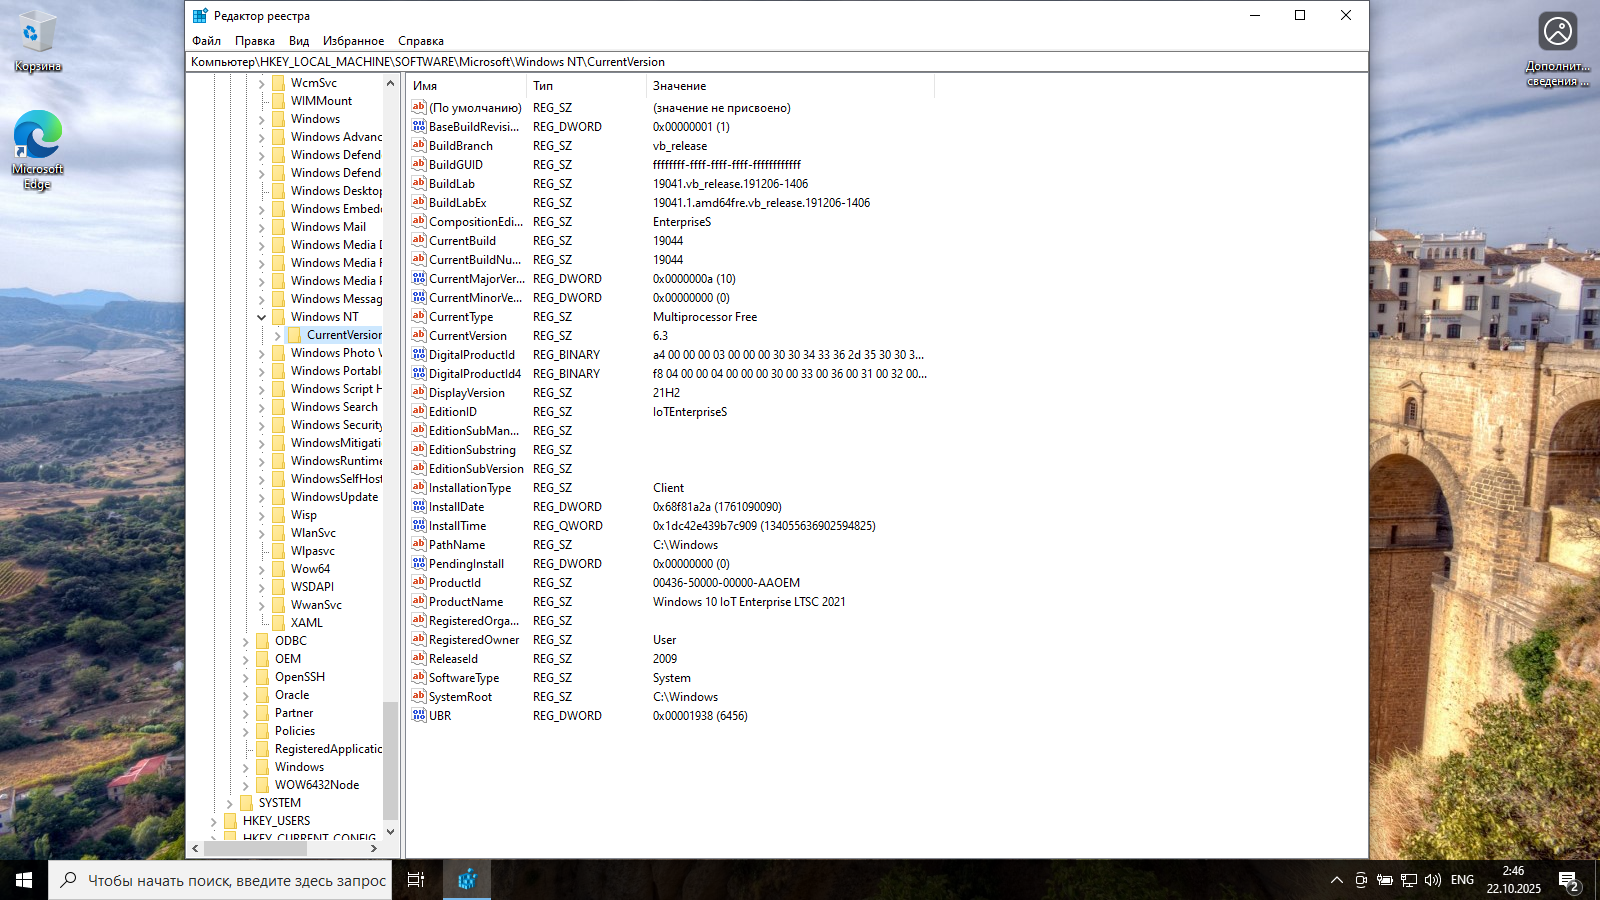 Корзина
Microsoft Edge
Дополнит... сведения ...
Редактор реестра
Файл Правка Вид Избранное Справка
Компьютер\HKEY_LOCAL_MACHINE\SOFTWARE\Microsoft\Windows NT\CurrentVersion
WcmSvc
WIMMount
Windows
Windows Advanc
Windows Defend
Windows Defend
Windows Desktop
Windows Embed
Windows Mail
Windows Media D
Windows Media F
Windows Media P
Windows Messag
Windows NT
CurrentVersion
Windows Photo V
Windows Portabl
Windows Script H
Windows Search
Windows Security
WindowsMitigati
WindowsRuntime
WindowsSelfHost
WindowsUpdate
Wisp
WlanSvc
Wlpasvc
Wow64
WSDAPI
WwanSvc
XAML
ODBC
OEM
OpenSSH
Oracle
Partner
Policies
RegisteredApplicatio
Windows
WOW6432Node
SYSTEM
HKEY_USERS
HKEY_CURRENT_CONFIG
Имя Тип Значение
(По умолчанию) REG_SZ (значение не присвоено)
BaseBuildRevisi... REG_DWORD 0x00000001 (1)
BuildBranch REG_SZ vb_release
BuildGUID REG_SZ ffffffff-ffff-ffff-ffff-ffffffffffff
BuildLab REG_SZ 19041.vb_release.191206-1406
BuildLabEx REG_SZ 19041.1.amd64fre.vb_release.191206-1406
CompositionEdi... REG_SZ EnterpriseS
CurrentBuild REG_SZ 19044
CurrentBuildNu... REG_SZ 19044
CurrentMajorVer... REG_DWORD 0x0000000a (10)
CurrentMinorVe... REG_DWORD 0x00000000 (0)
CurrentType REG_SZ Multiprocessor Free
CurrentVersion REG_SZ 6.3
DigitalProductId REG_BINARY a4 00 00 00 03 00 00 00 30 30 34 33 36 2d 35 30 30 3...
DigitalProductId4 REG_BINARY f8 04 00 00 04 00 00 00 30 00 33 00 36 00 31 00 32 00...
DisplayVersion REG_SZ 21H2
EditionID REG_SZ IoTEnterpriseS
EditionSubMan... REG_SZ
EditionSubstring REG_SZ
EditionSubVersion REG_SZ
InstallationType REG_SZ Client
InstallDate REG_DWORD 0x68f81a2a (1761090090)
InstallTime REG_QWORD 0x1dc42e439b7c909 (134055636902594825)
PathName REG_SZ C:\Windows
PendingInstall REG_DWORD 0x00000000 (0)
ProductId REG_SZ 00436-50000-00000-AAOEM
ProductName REG_SZ Windows 10 IoT Enterprise LTSC 2021
RegisteredOrga... REG_SZ
RegisteredOwner REG_SZ User
ReleaseId REG_SZ 2009
SoftwareType REG_SZ System
SystemRoot REG_SZ C:\Windows
UBR REG_DWORD 0x00001938 (6456)
Чтобы начать поиск, введите здесь запрос
ENG
2:46
22.10.2025
2